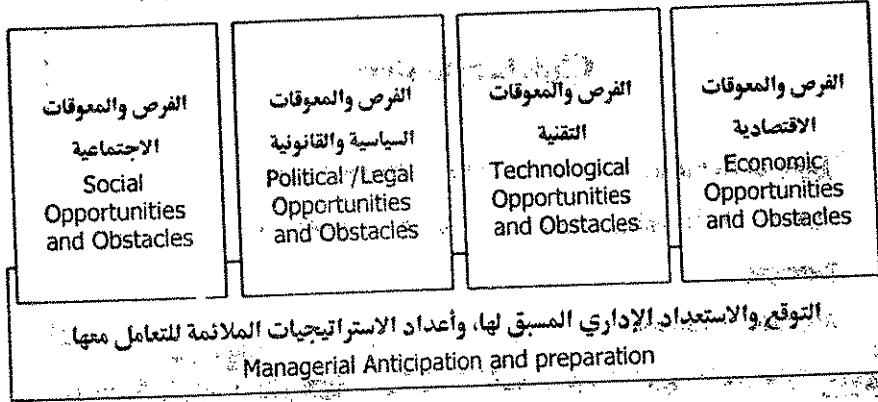 الفرص والمعوقات
الاقتصادية
Economic
Opportunities
and Obstacles
الفرص والمعوقات
التقنية
Technological
Opportunities
and Obstacles
الفرص والمعوقات
السياسية والقانونية
Political /Legal
Opportunities
and Obstacles
الفرص والمعوقات
الاجتماعية
Social
Opportunities
and Obstacles
التوقع والاستعداد الإداري المسبق لها، وأعداد الاستراتيجيات الملائمة للتعامل معها
Managerial Anticipation and preparation